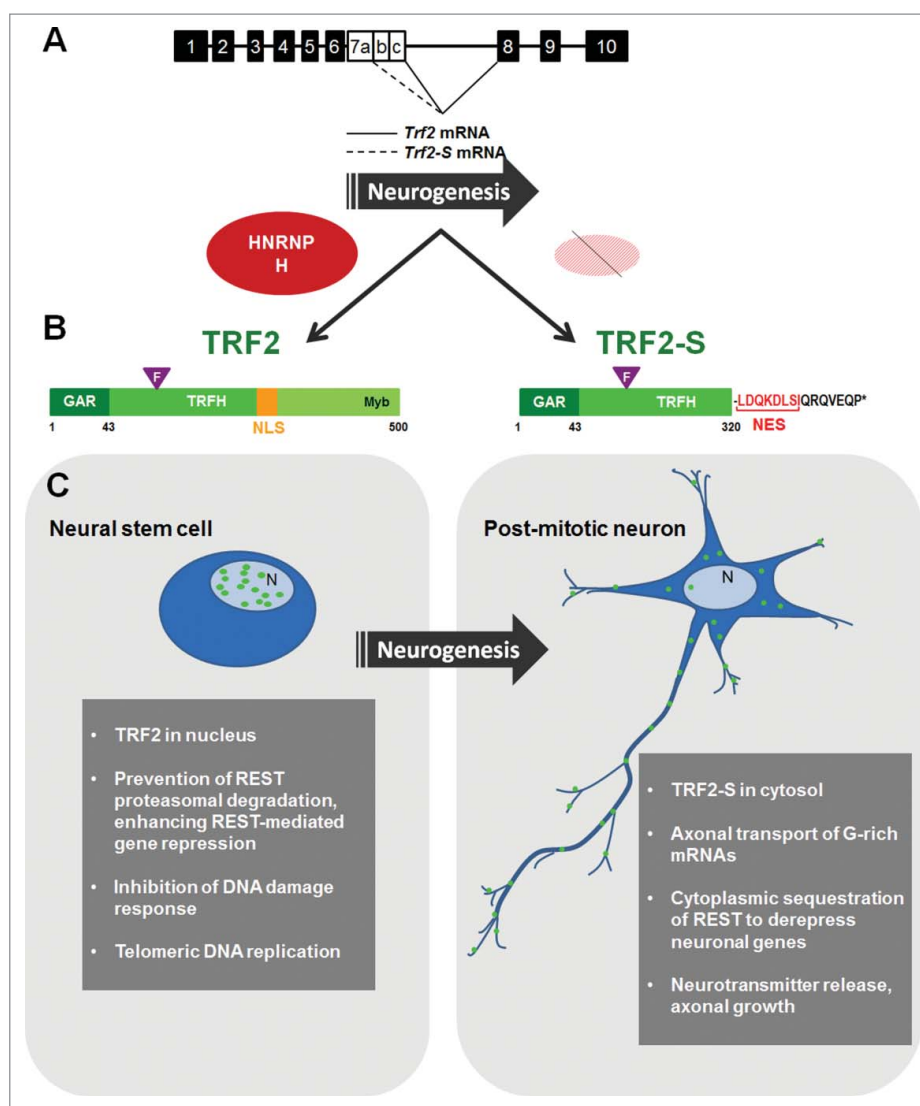 A
1 2 3 4 5 6 7a b c 8 9 10
Trf2 mRNA
Trf2-S mRNA
Neurogenesis
HNRNP
H
B
TRF2
TRF2-S
F
GAR TRFH Myb
NLS
1 43 500
F
GAR TRFH -LDQKDLSIQRQVEQP*
NES
1 43 320
C
Neural stem cell
N
Neurogenesis
• TRF2 in nucleus
• Prevention of REST
proteasomal degradation,
enhancing REST-mediated
gene repression
• Inhibition of DNA damage
response
• Telomeric DNA replication
Post-mitotic neuron
N
• TRF2-S in cytosol
• Axonal transport of G-rich
mRNAs
• Cytoplasmic sequestration
of REST to derepress
neuronal genes
• Neurotransmitter release,
axonal growth